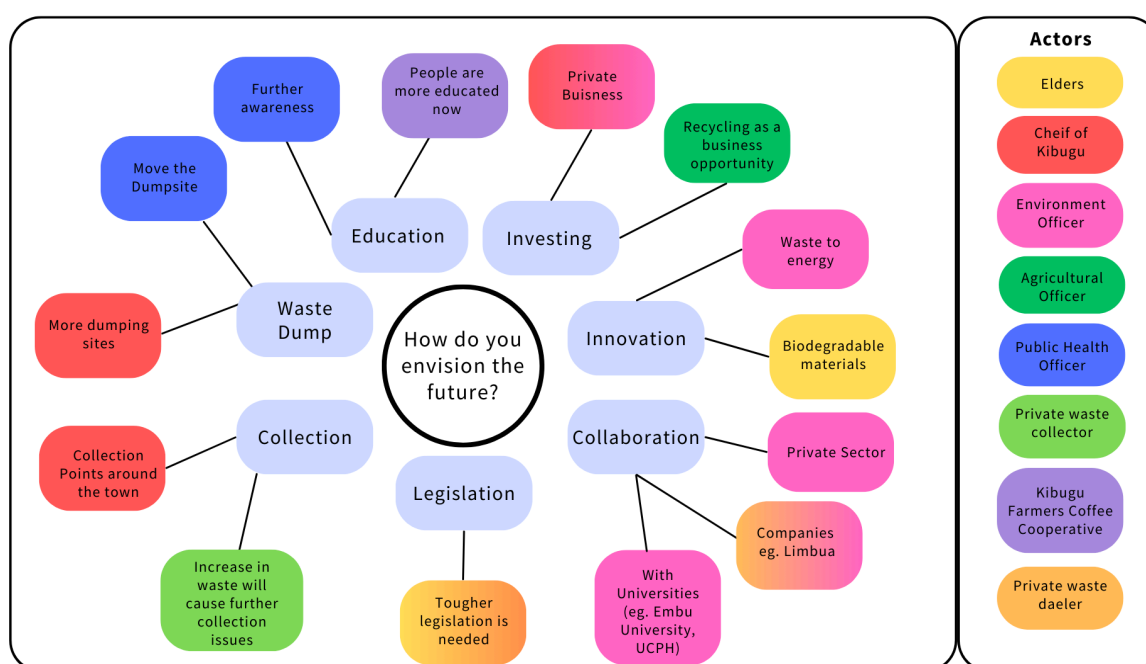 Further
awareness
People are
more educated
now
Private
Buisness
Recycling as a
business
opportunity
Move the
Dumpsite
Education
Investing
Waste to
energy
More dumping
sites
Waste
Dump
How do you
envision the
future?
Innovation
Biodegradable
materials
Collection
Points around
the town
Collection
Legislation
Collaboration
Private Sector
Companies
eg. Limbua
Increase in
waste will
cause further
collection
issues
Tougher
legislation is
needed
With
Universities
(eg. Embu
University,
UCPH)
Actors
Elders
Cheif of
Kibugu
Environment
Officer
Agricultural
Officer
Public Health
Officer
Private waste
collector
Kibugu
Farmers Coffee
Cooperative
Private waste
daeler